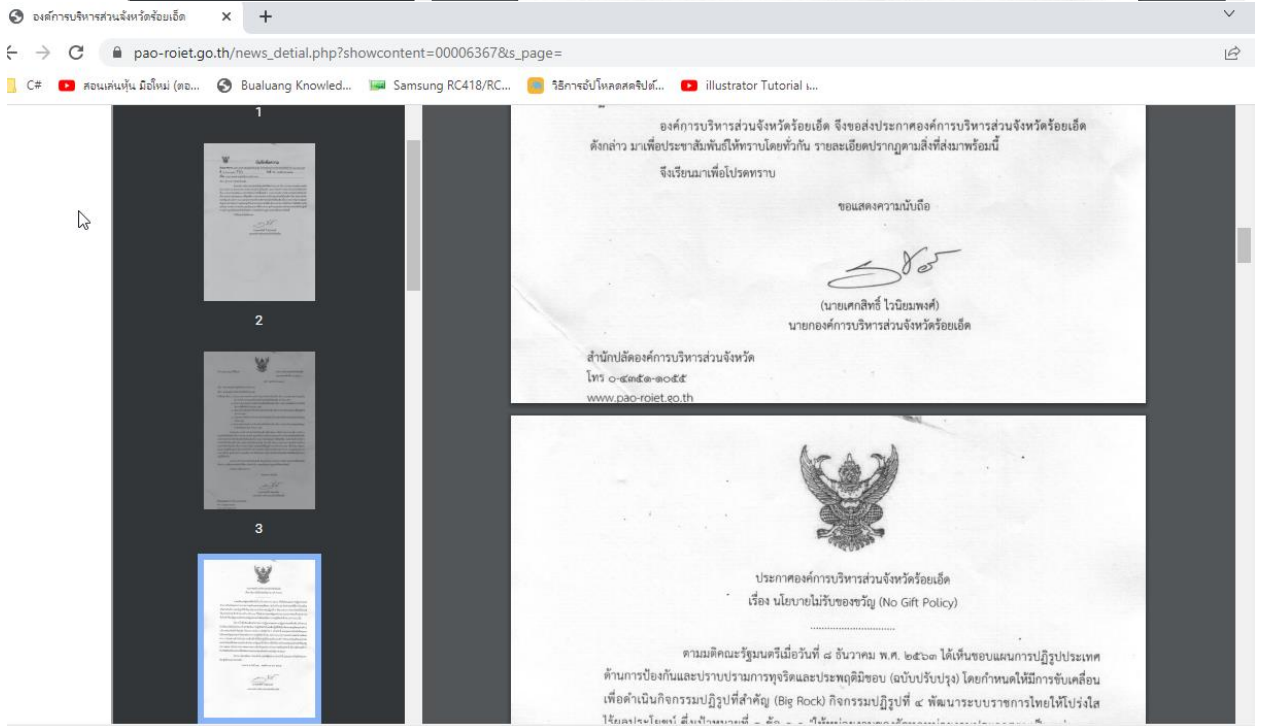 องค์การบริหารส่วนจังหวัดร้อยเอ็ด
pao-roiet.go.th/news_detial.php?showcontent=00006367&s_page=
C#
สอนเล่นหุ้น มือใหม่ (ตอ...
Bualuang Knowled...
Samsung RC418/RC...
วิธีการอัปโหลดสคริปต์...
illustrator Tutorial เ...
1
2
3
องค์การบริหารส่วนจังหวัดร้อยเอ็ด จึงขอส่งประกาศองค์การบริหารส่วนจังหวัดร้อยเอ็ด
ดังกล่าว มาเพื่อประชาสัมพันธ์ให้ทราบโดยทั่วกัน รายละเอียดปรากฏตามสิ่งที่ส่งมาพร้อมนี้
จึงเรียนมาเพื่อโปรดทราบ
ขอแสดงความนับถือ
(นายเศกสิทธิ์ ไวนิยมพงศ์)
นายกองค์การบริหารส่วนจังหวัดร้อยเอ็ด
สำนักปลัดองค์การบริหารส่วนจังหวัด
โทร ๐-๔๓๕๑-๑๐๕๕
www.pao-roiet.go.th
ประกาศองค์การบริหารส่วนจังหวัดร้อยเอ็ด
เรื่อง นโยบายไม่รับของขวัญ (No Gift Policy)
ตามมติคณะรัฐมนตรีเมื่อวันที่ ๘ ธันวาคม พ.ศ. ๒๕๖๓ ได้เห็นชอบแผนการปฏิรูปประเทศ
ด้านการป้องกันและปราบปรามการทุจริตและประพฤติมิชอบ (ฉบับปรับปรุง) โดยกำหนดให้มีการขับเคลื่อน
เพื่อดำเนินกิจกรรมปฏิรูปที่สำคัญ (Big Rock) กิจกรรมปฏิรูปที่ ๔ พัฒนาระบบราชการไทยให้โปร่งใส